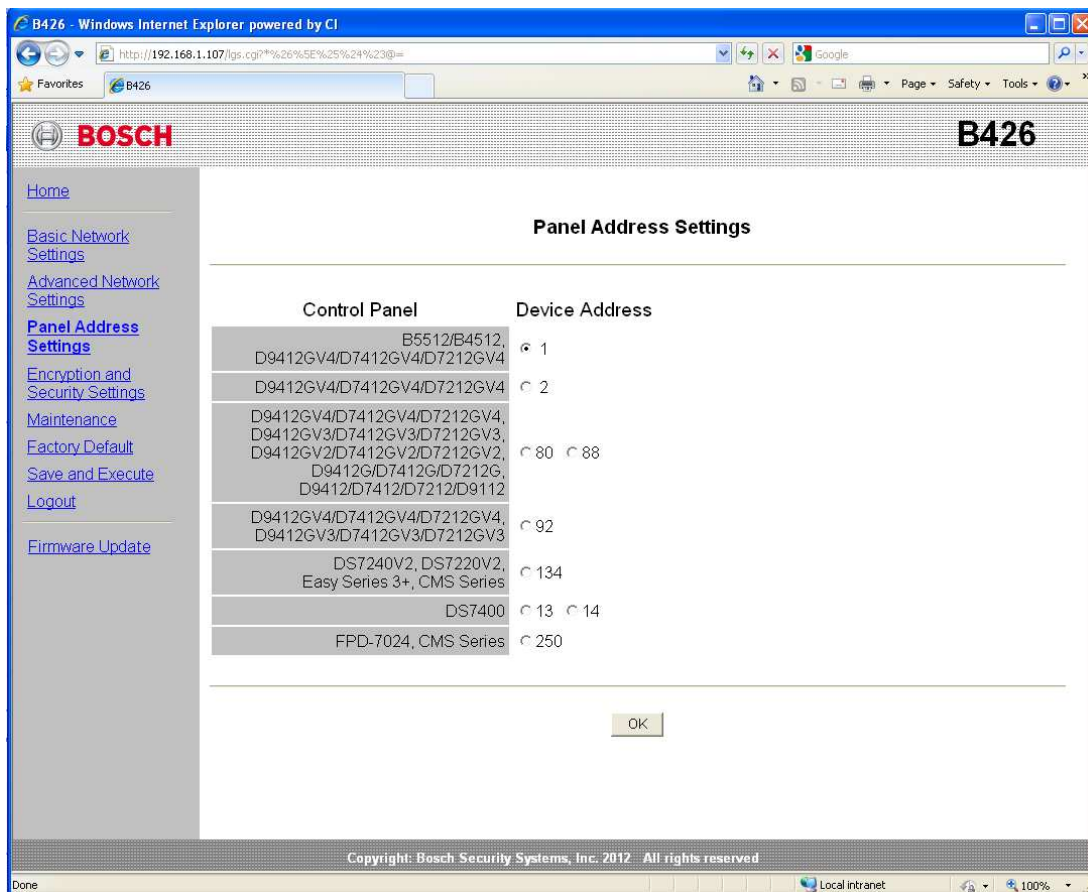 B426 - Windows Internet Explorer powered by CI
http://192.168.1.107/lgs.cgi?*%26%5E%25%24%23@=
Google
Favorites
B426
Page
Safety
Tools
BOSCH
B426
Home
Basic Network
Settings
Advanced Network
Settings
Panel Address
Settings
Encryption and
Security Settings
Maintenance
Factory Default
Save and Execute
Logout
Firmware Update
Panel Address Settings
Control Panel Device Address
B5512/B4512,
D9412GV4/D7412GV4/D7212GV4
1
D9412GV4/D7412GV4/D7212GV4 2
D9412GV4/D7412GV4/D7212GV4,
D9412GV3/D7412GV3/D7212GV3,
D9412GV2/D7412GV2/D7212GV2,
D9412G/D7412G/D7212G,
D9412/D7412/D7212/D9112
80 88
D9412GV4/D7412GV4/D7212GV4,
D9412GV3/D7412GV3/D7212GV3
92
DS7240V2, DS7220V2,
Easy Series 3+, CMS Series
134
DS7400 13 14
FPD-7024, CMS Series 250
OK
Copyright: Bosch Security Systems, Inc. 2012 All rights reserved
Done
Local intranet
100%